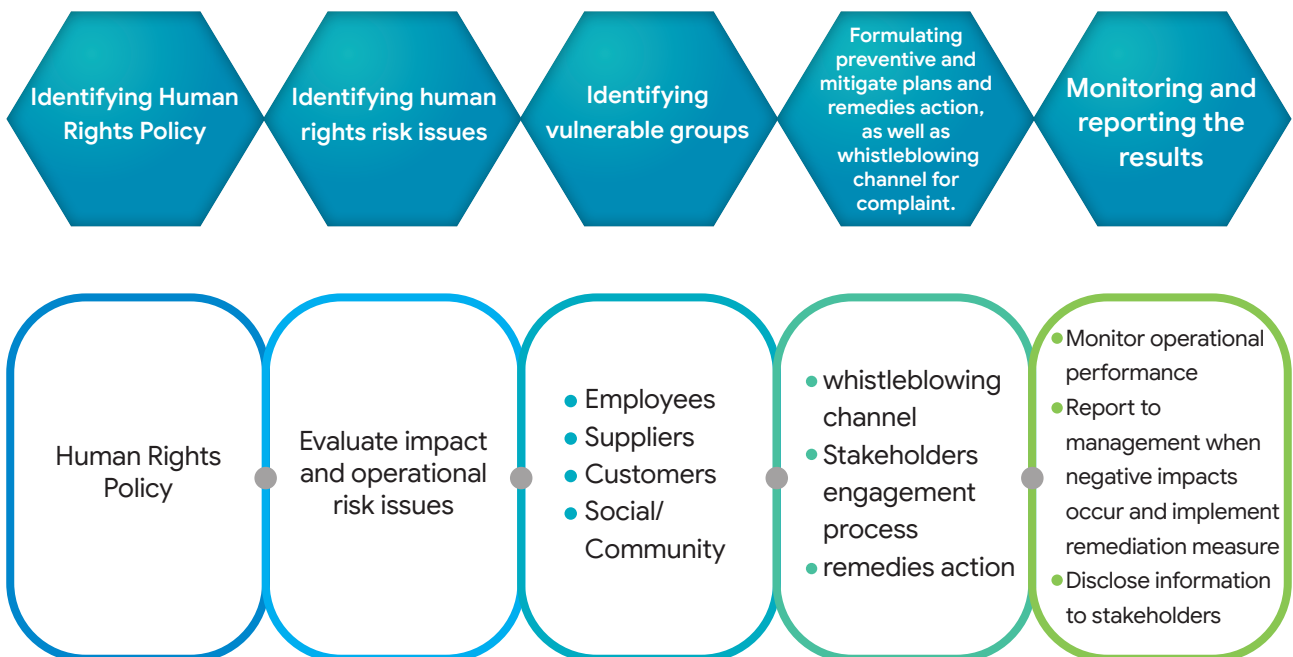 Identifying Human
Rights Policy
Identifying human
rights risk issues
Identifying
vulnerable groups
Formulating
preventive and
mitigate plans and
remedies action,
as well as
whistleblowing
channel for
complaint.
Monitoring and
reporting the
results
Human Rights
Policy
Evaluate impact
and operational
risk issues
• Employees
• Suppliers
• Customers
• Social/
Community
• whistleblowing
channel
• Stakeholders
engagement
process
• remedies action
• Monitor operational
performance
• Report to
management when
negative impacts
occur and implement
remediation measure
• Disclose information
to stakeholders